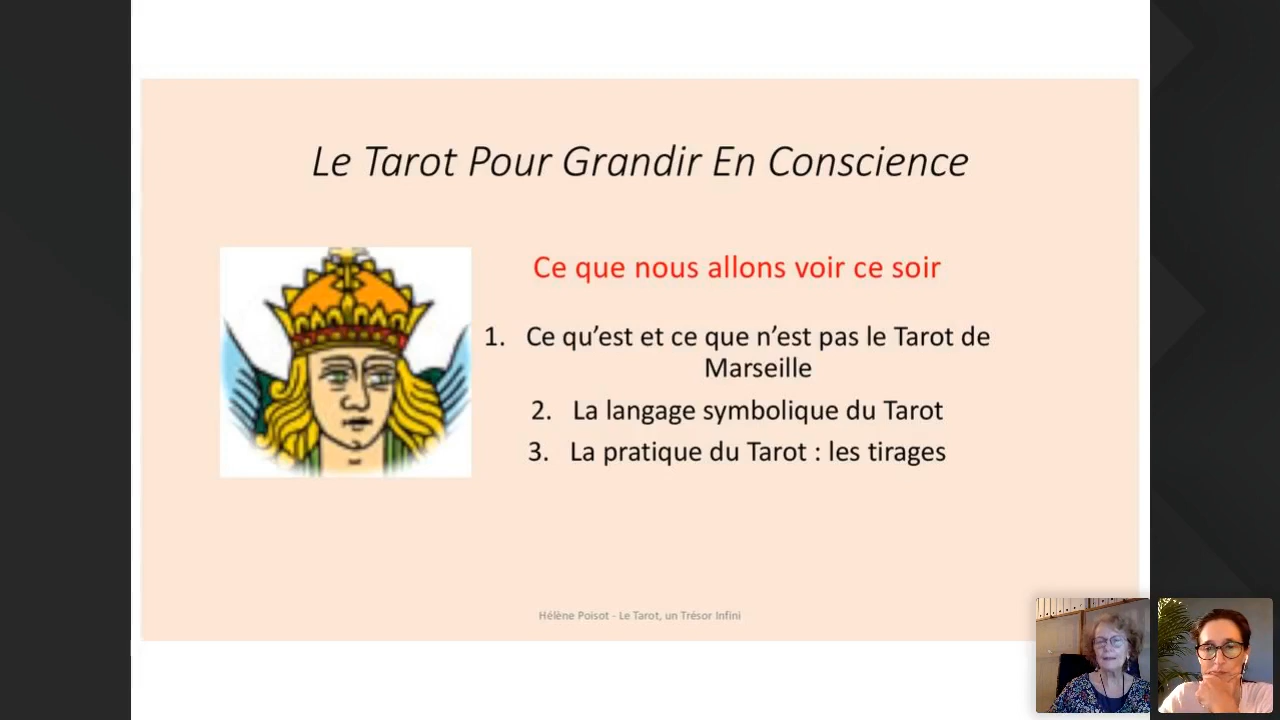 Le Tarot Pour Grandir En Conscience
Ce que nous allons voir ce soir
1. Ce qu’est et ce que n’est pas le Tarot de
Marseille
2. La langage symbolique du Tarot
3. La pratique du Tarot : les tirages
Hélène Poisot - Le Tarot, un Trésor Infini